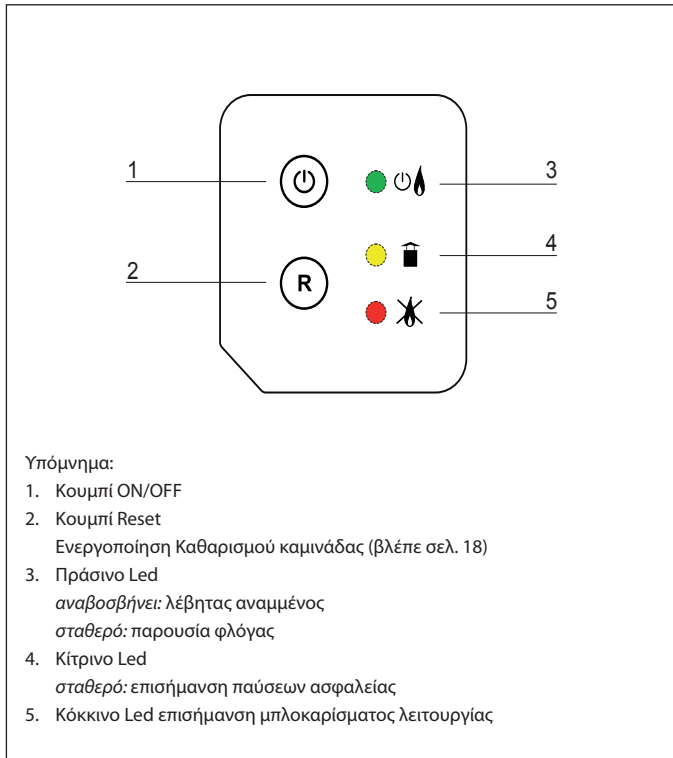 1
2
R
3
4
5
Υπόμνημα:
1. Κουμπί ON/OFF
2. Κουμπί Reset
Ενεργοποίηση Καθαρισμού καμινάδας (βλέπε σελ. 18)
3. Πράσινο Led
αναβοσβήνει: λέβητας αναμμένος
σταθερό: παρουσία φλόγας
4. Κίτρινο Led
σταθερό: επισήμανση παύσεων ασφαλείας
5. Κόκκινο Led επισήμανση μπλοκαρίσματος λειτουργίας